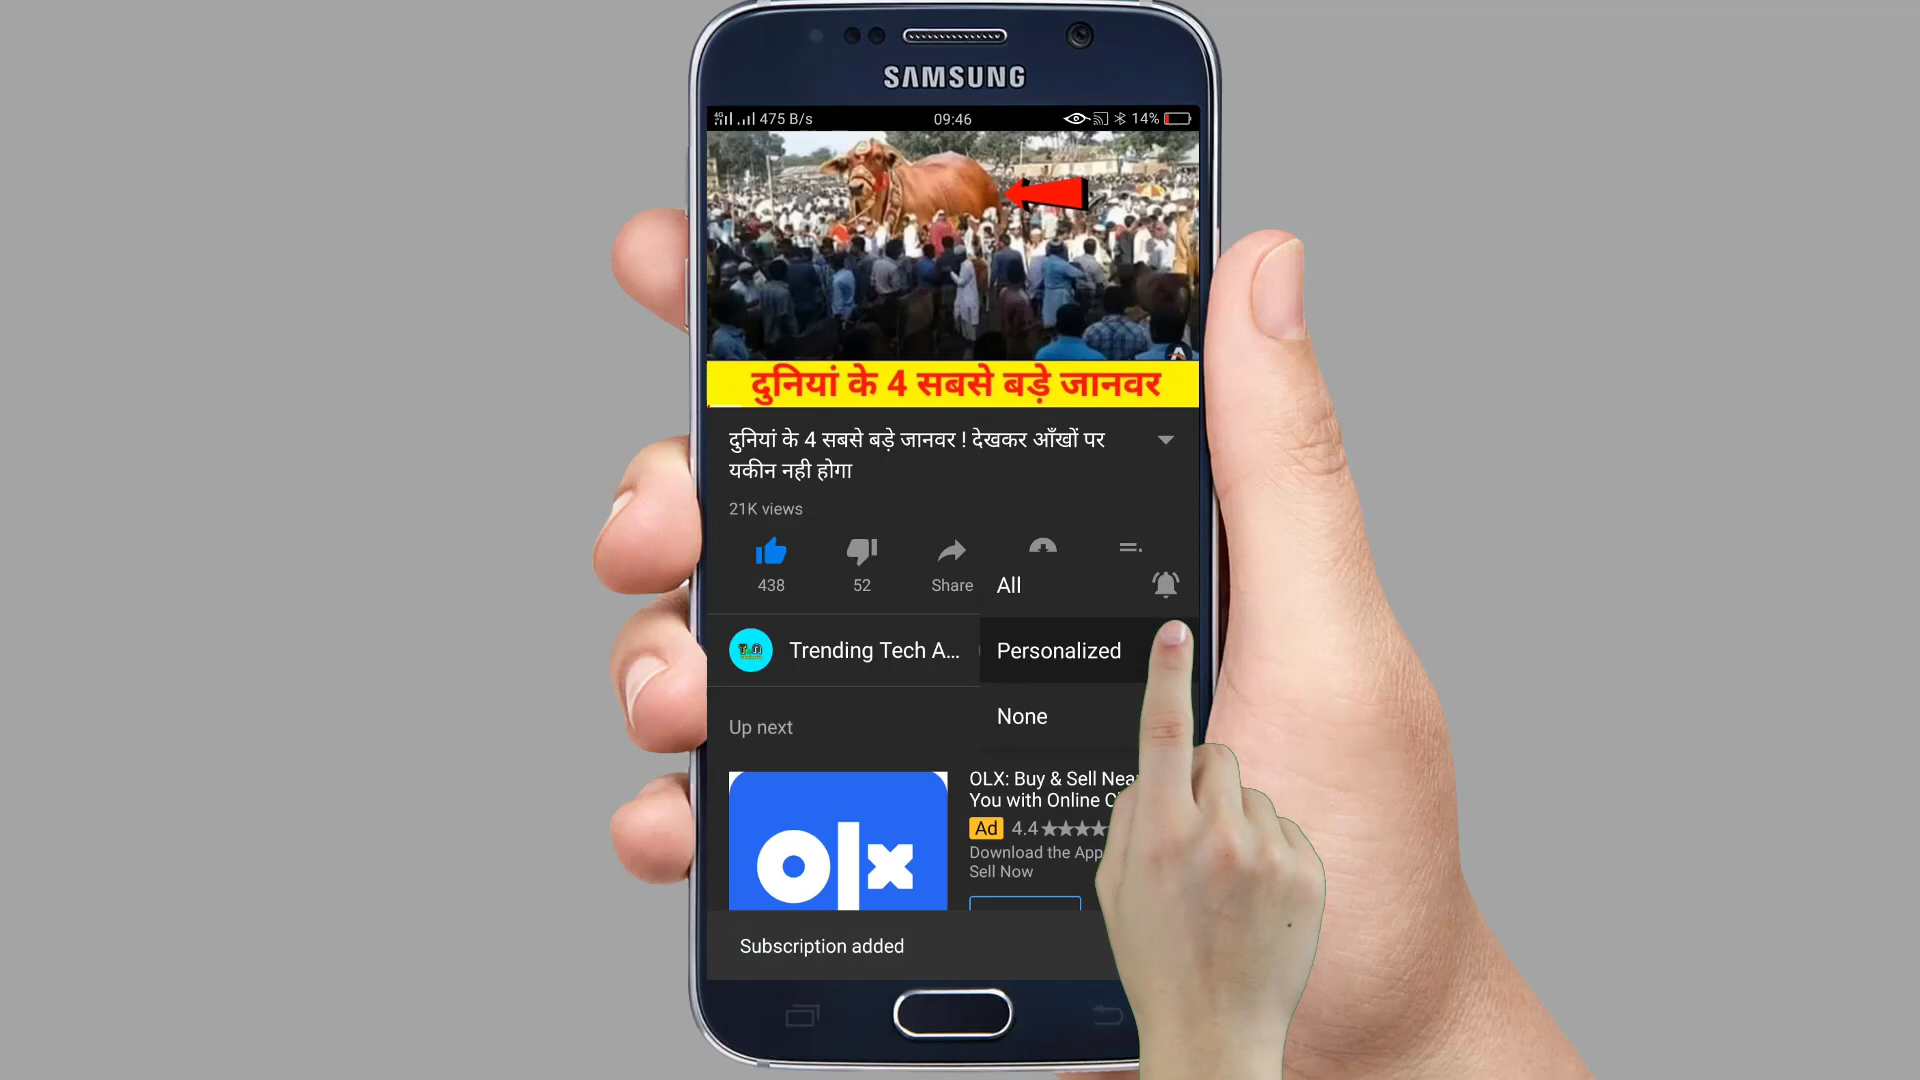 SAMSUNG
4G 475 B/s 09:46 14%
दुनियां के 4 सबसे बड़े जानवर
दुनियां के 4 सबसे बड़े जानवर ! देखकर आँखों पर
यकीन नही होगा
21K views
438 52 Share
All
Trending Tech A...
Personalized
None
Up next
olx
OLX: Buy & Sell Near
You with Online
Ad 4.4
Download the App
Sell Now
Subscription added